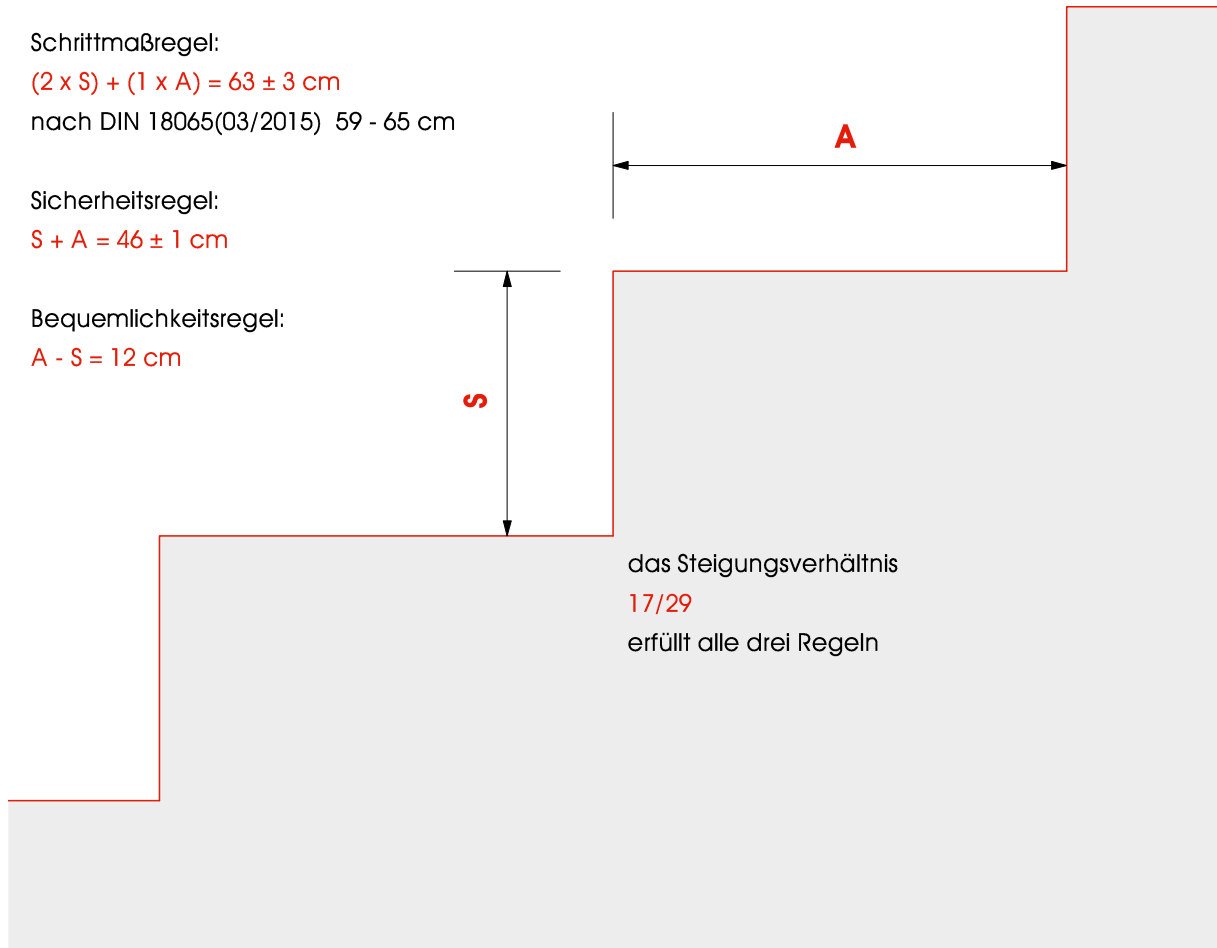 Schrittmaßregel:
(2 x S) + (1 x A) = 63 ± 3 cm
nach DIN 18065(03/2015)  59 - 65 cm
Sicherheitsregel:
S + A = 46 ± 1 cm
Bequemlichkeitsregel:
A - S = 12 cm
A
S
das Steigungsverhältnis
17/29
erfüllt alle drei Regeln